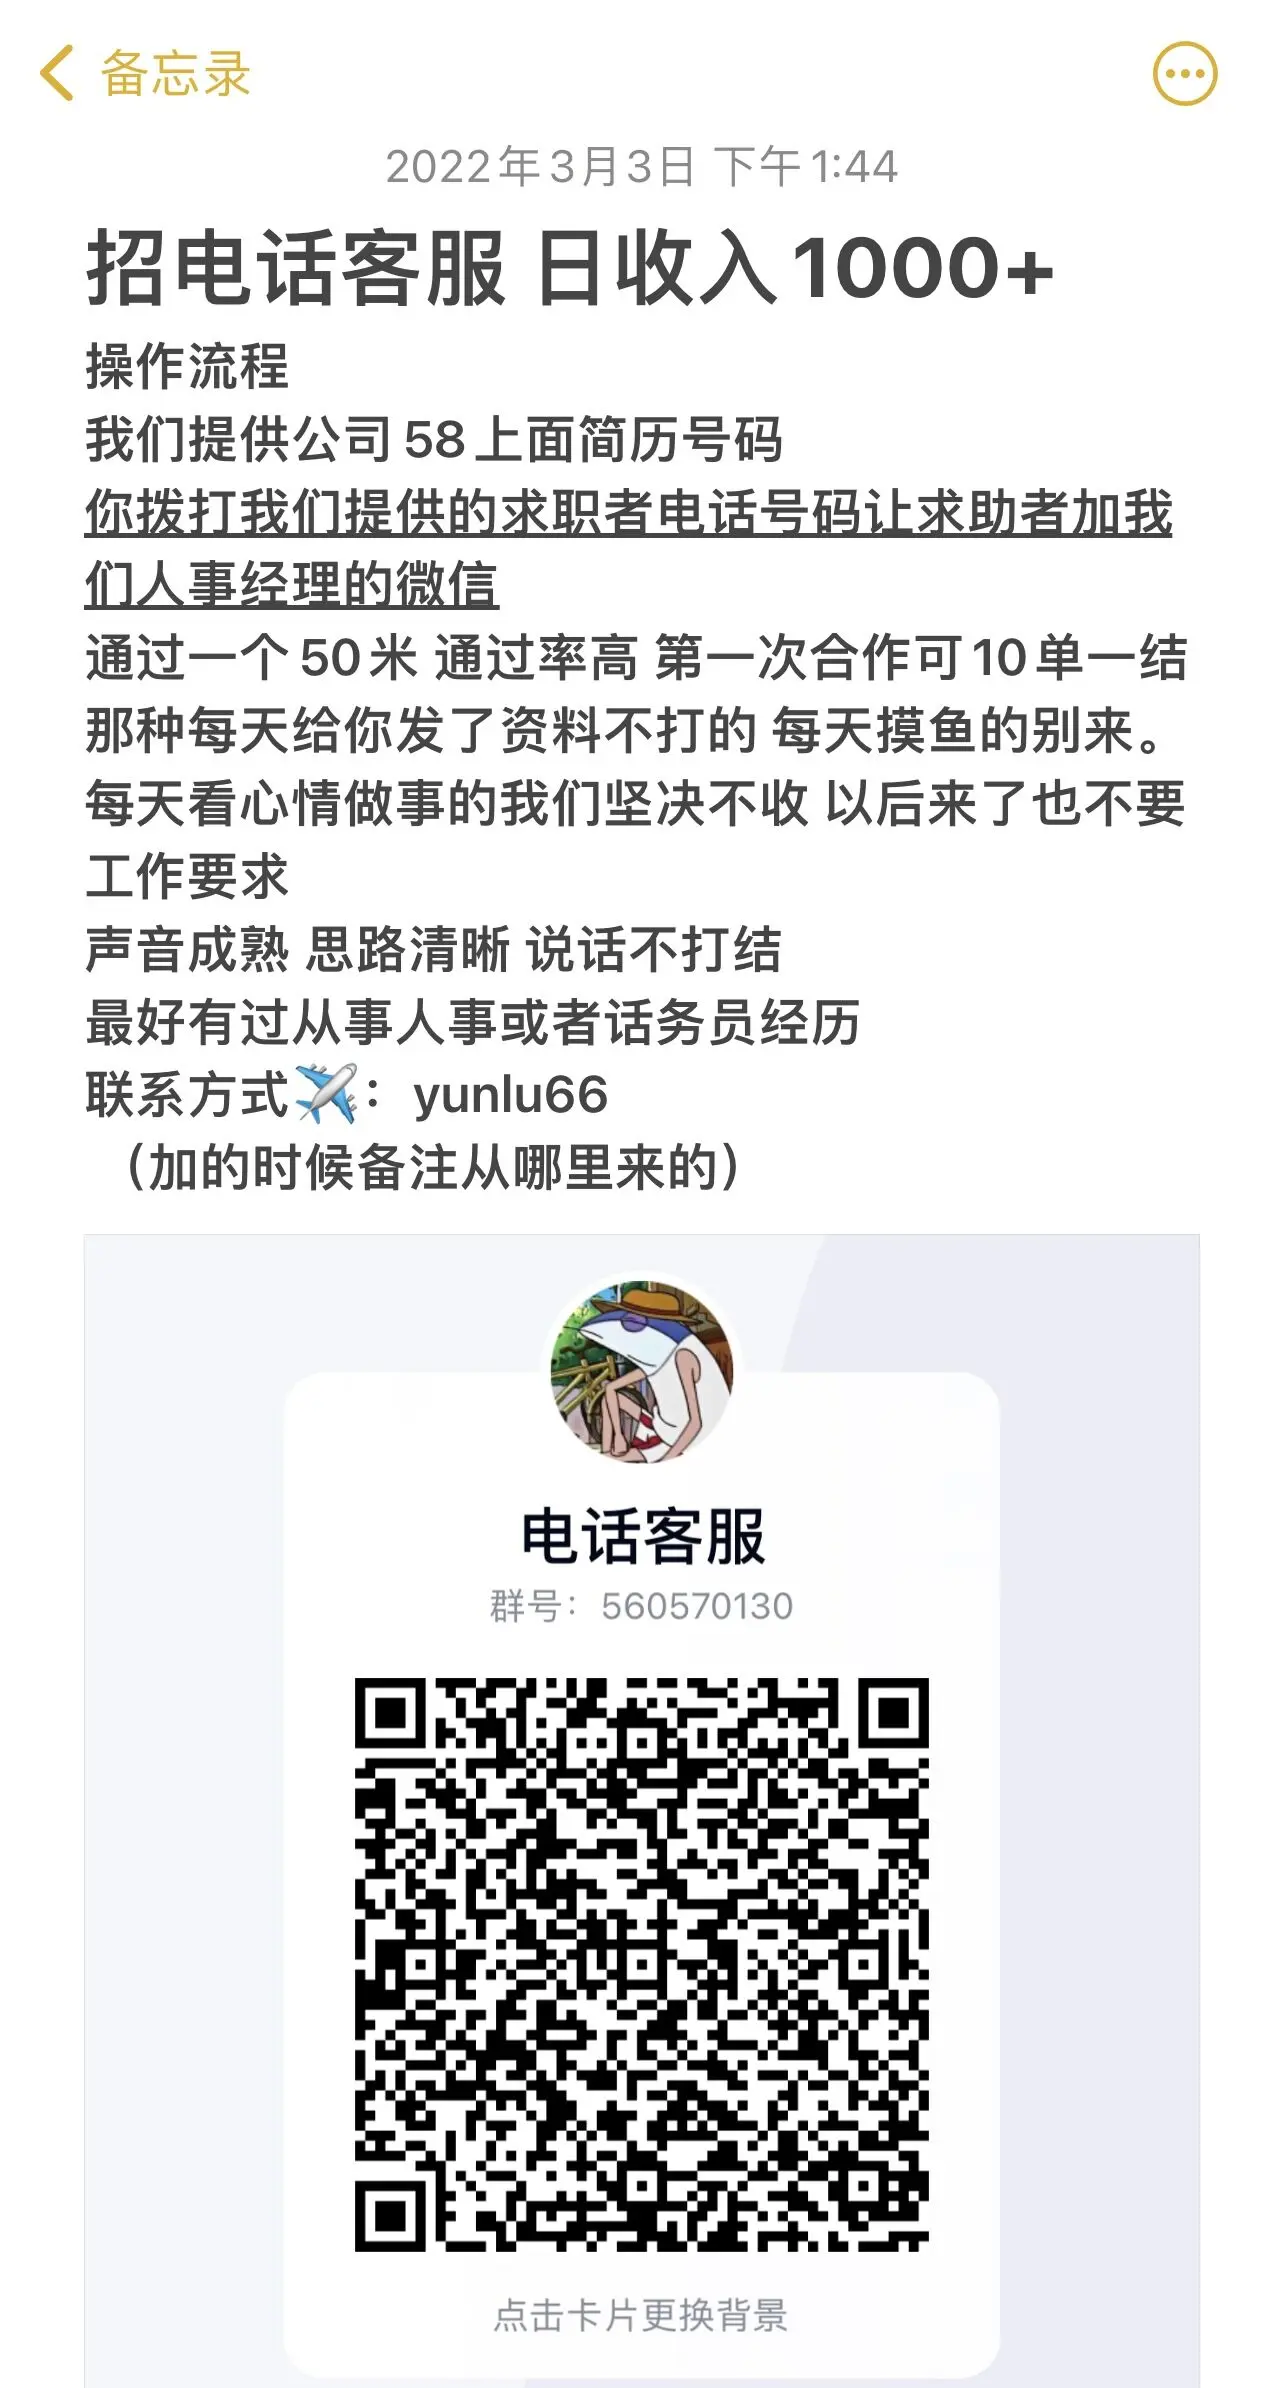 备忘录
2022年3月3日 下午1:44
招电话客服 日收入1000+
操作流程
我们提供公司58上面简历号码
你拨打我们提供的求职者电话号码让求助者加我
们人事经理的微信
通过一个50米 通过率高 第一次合作可10单一结
那种每天给你发了资料不打的 每天摸鱼的别来。
每天看心情做事的我们坚决不收 以后来了也不要
工作要求
声音成熟 思路清晰 说话不打结
最好有过从事人事或者话务员经历
联系方式✈️：yunlu66
（加的时候备注从哪里来的）
电话客服
群号：560570130
点击卡片更换背景